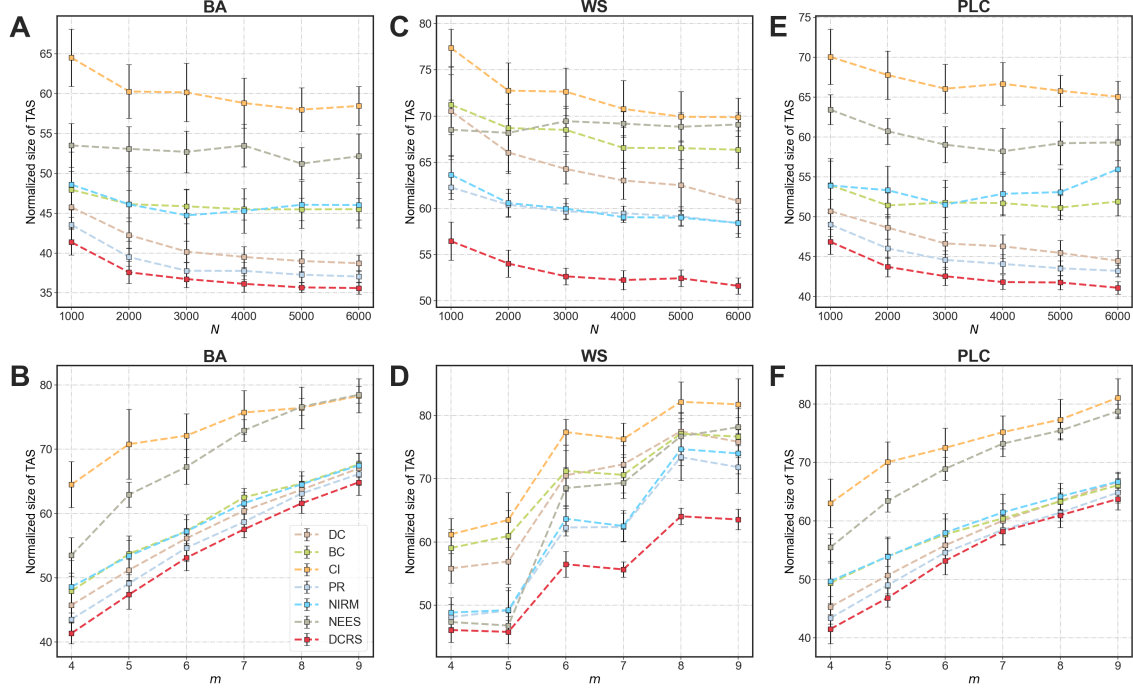 A
BA
Normalized size of TAS
65
60
55
50
45
40
35
1000 2000 3000 4000 5000 6000
N
C
WS
Normalized size of TAS
80
75
70
65
60
55
50
1000 2000 3000 4000 5000 6000
N
E
PLC
Normalized size of TAS
75
70
65
60
55
50
45
40
1000 2000 3000 4000 5000 6000
N
B
BA
Normalized size of TAS
80
70
60
50
40
4 5 6 7 8 9
m
DC
BC
CI
PR
NIRM
NEES
DCRS
D
WS
Normalized size of TAS
80
70
60
50
4 5 6 7 8 9
m
F
PLC
Normalized size of TAS
80
70
60
50
40
4 5 6 7 8 9
m